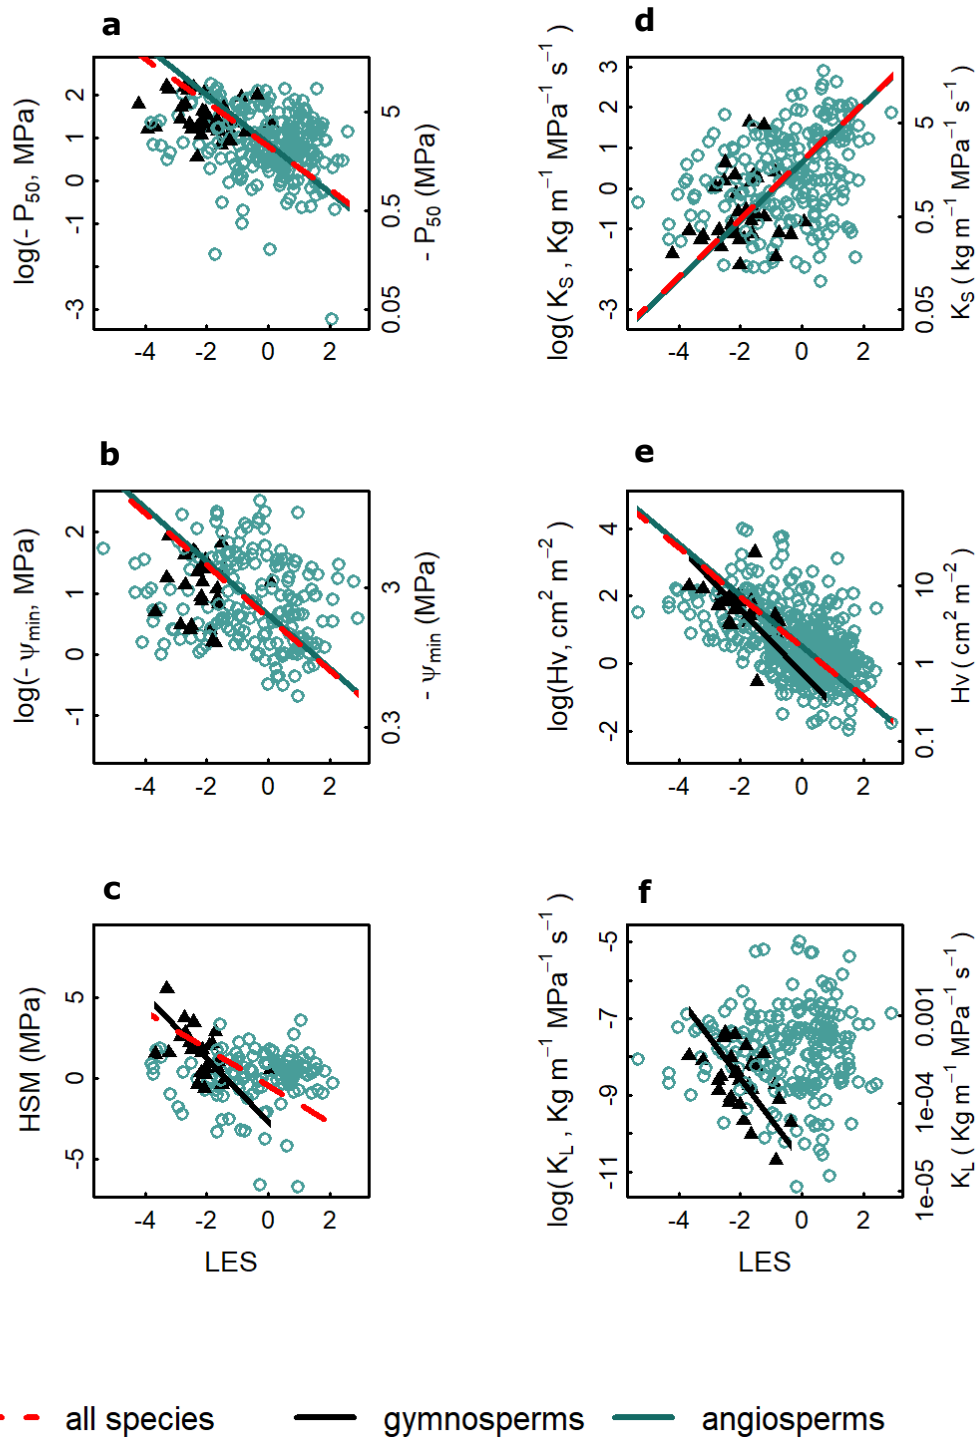 a
log(- P50, MPa)
2
1
0
-1
-3
5
0.5
0.05
- P50 (MPa)
-4 -2 0 2
d
log( KS , Kg m−1 MPa−1 s−1 )
3
2
1
0
-1
-3
5
0.5
0.05
KS ( kg m−1 MPa−1 s−1 )
-4 -2 0 2
b
log(- Ψmin, MPa)
2
1
0
-1
3
0.3
- Ψmin (MPa)
-4 -2 0 2
e
log(Hv, cm2 m−2)
4
2
0
-2
10
1
0.1
Hv ( cm2 m−2 )
-4 -2 0 2
c
HSM (MPa)
5
0
-5
-4 -2 0 2
LES
f
log( KL , Kg m−1 MPa−1 s−1 )
-5
-7
-9
-11
0.001
1e-04
1e-05
KL ( Kg m−1 MPa−1 s−1 )
-4 -2 0 2
LES
all species gymnosperms angiosperms